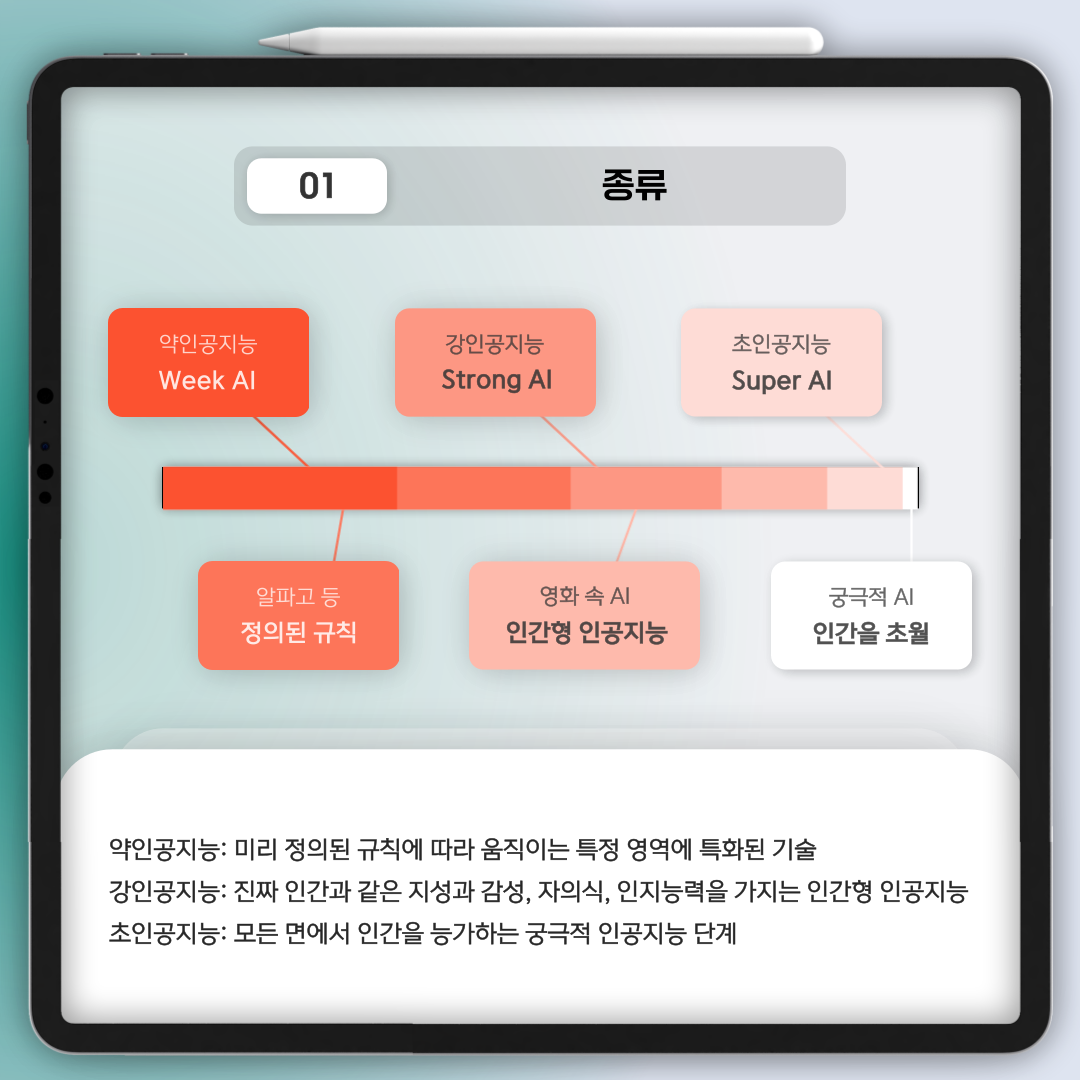 01
종류
약인공지능
Week AI
강인공지능
Strong AI
초인공지능
Super AI
알파고 등
정의된 규칙
영화 속 AI
인간형 인공지능
궁극적 AI
인간을 초월
약인공지능: 미리 정의된 규칙에 따라 움직이는 특정 영역에 특화된 기술
강인공지능: 진짜 인간과 같은 지성과 감성, 자의식, 인지능력을 가지는 인간형 인공지능
초인공지능: 모든 면에서 인간을 능가하는 궁극적 인공지능 단계